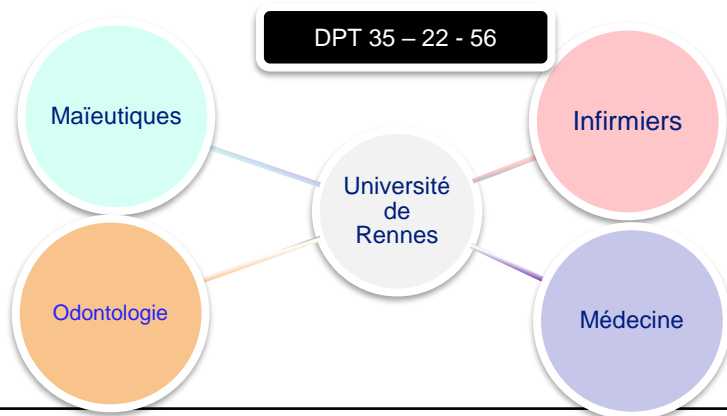 DPT 35 – 22 - 56
Maïeutiques
Infirmiers
Université
de
Rennes
Odontologie
Médecine